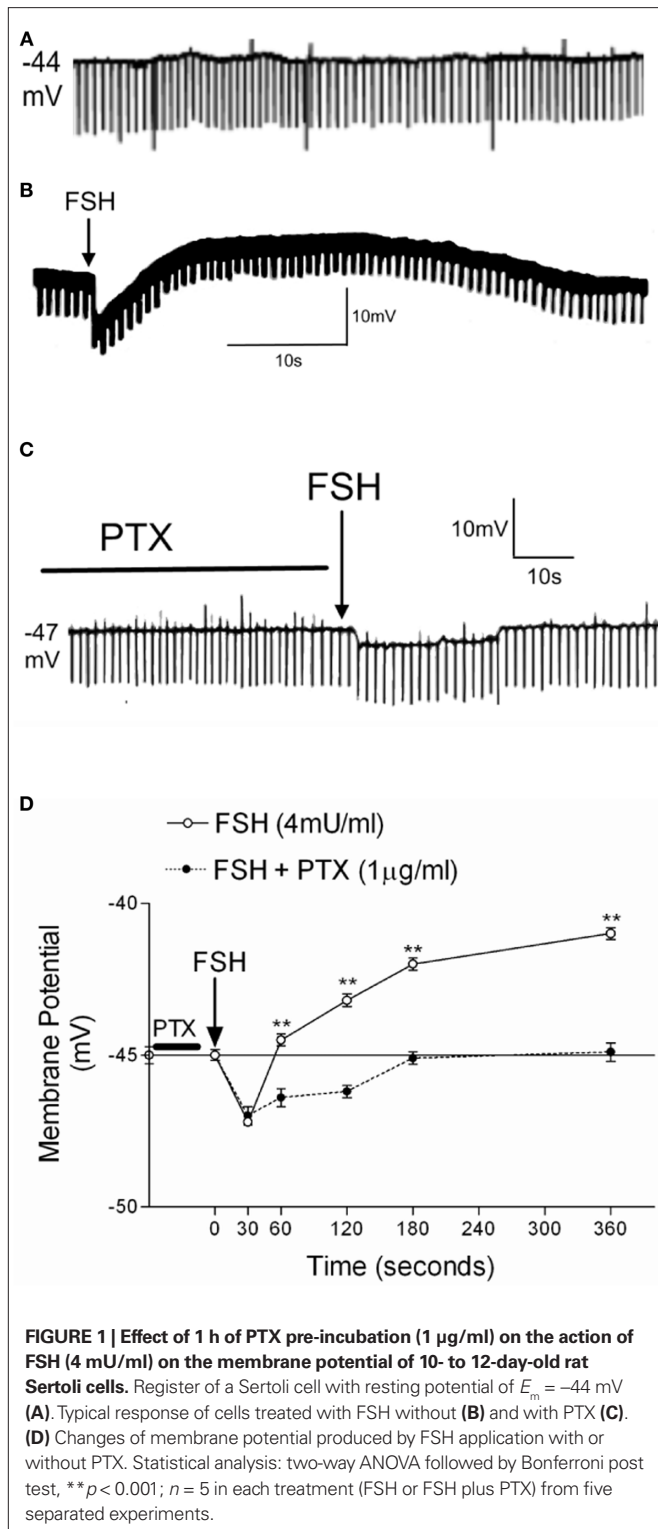 A
-44
mV
B
FSH
10mV
10s
C
FSH
PTX
10mV
10s
-47
mV
D
FSH (4mU/ml)
FSH + PTX (1μg/ml)
-40
FSH
**
**
**
**
PTX
-45
-50
Membrane Potential
(mV)
0 30 60 120 180 240 300 360
Time (seconds)
FIGURE 1 | Effect of 1 h of PTX pre-incubation (1 μg/ml) on the action of
FSH (4 mU/ml) on the membrane potential of 10- to 12-day-old rat
Sertoli cells. Register of a Sertoli cell with resting potential of Em = −44 mV
(A). Typical response of cells treated with FSH without (B) and with PTX (C).
(D) Changes of membrane potential produced by FSH application with or
without PTX. Statistical analysis: two-way ANOVA followed by Bonferroni post
test, **p < 0.001; n = 5 in each treatment (FSH or FSH plus PTX) from five
separated experiments.